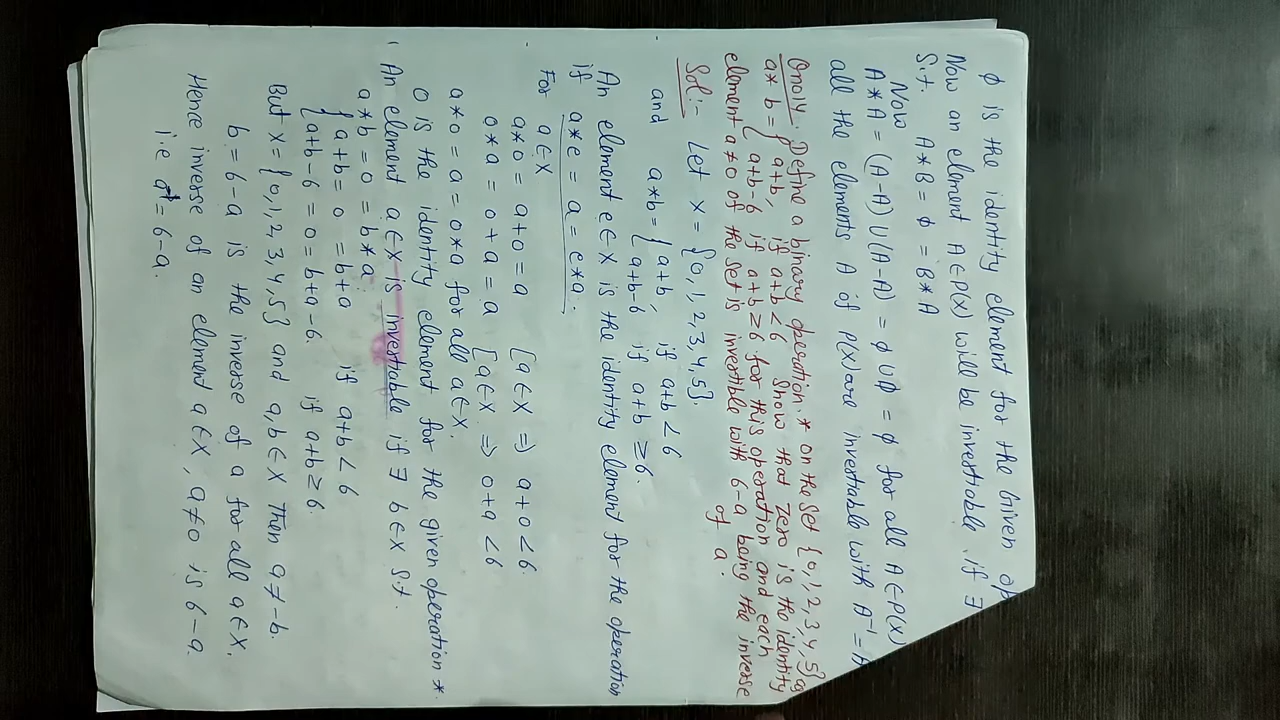 φ is the identity element for the Given op
Now an element A ∈ P(X) will be invertiable if ∃
S.t. A * B = φ = B * A
Now
A * A = (A-A) ∪ (A-A) = φ ∪ φ = φ for all A ∈ P(X)
all the elements A of P(X) are invertiable with A⁻¹ = A
Qno14. Define a binary operation * on the set {0, 1, 2, 3, 4, 5} as
a * b = { a+b, if a+b < 6 Show that Zero is the identity
{ a+b-6 if a+b ≥ 6 for this operation and each
element a ≠ 0 of the set is invertible with 6-a being the inverse
of a.
Sol:- Let X = {0, 1, 2, 3, 4, 5}.
and a * b = { a+b, if a+b < 6
{ a+b-6 if a+b ≥ 6.
An element e ∈ X is the identity element for the operation
if a * e = a = e * a.
For a ∈ X
a * 0 = a+0 = a [a ∈ X ⇒ a+0 < 6.
0 * a = 0+a = a [a ∈ X ⇒ 0+a < 6
a * 0 = a = 0 * a for all a ∈ X.
0 is the identity element for the given operation *.
An element a ∈ X is invertiable if ∃ b ∈ X S.t.
a * b = 0 = b * a.
{ a+b = 0 = b+a if a+b < 6
{ a+b-6 = 0 = b+a-6. if a+b ≥ 6
But X = {0, 1, 2, 3, 4, 5} and a, b ∈ X Then a ≠ -b.
b = 6-a is the inverse of a for all a ∈ X.
Hence inverse of an element a ∈ X, a ≠ 0 is 6-a
i.e a⁻¹ = 6-a.